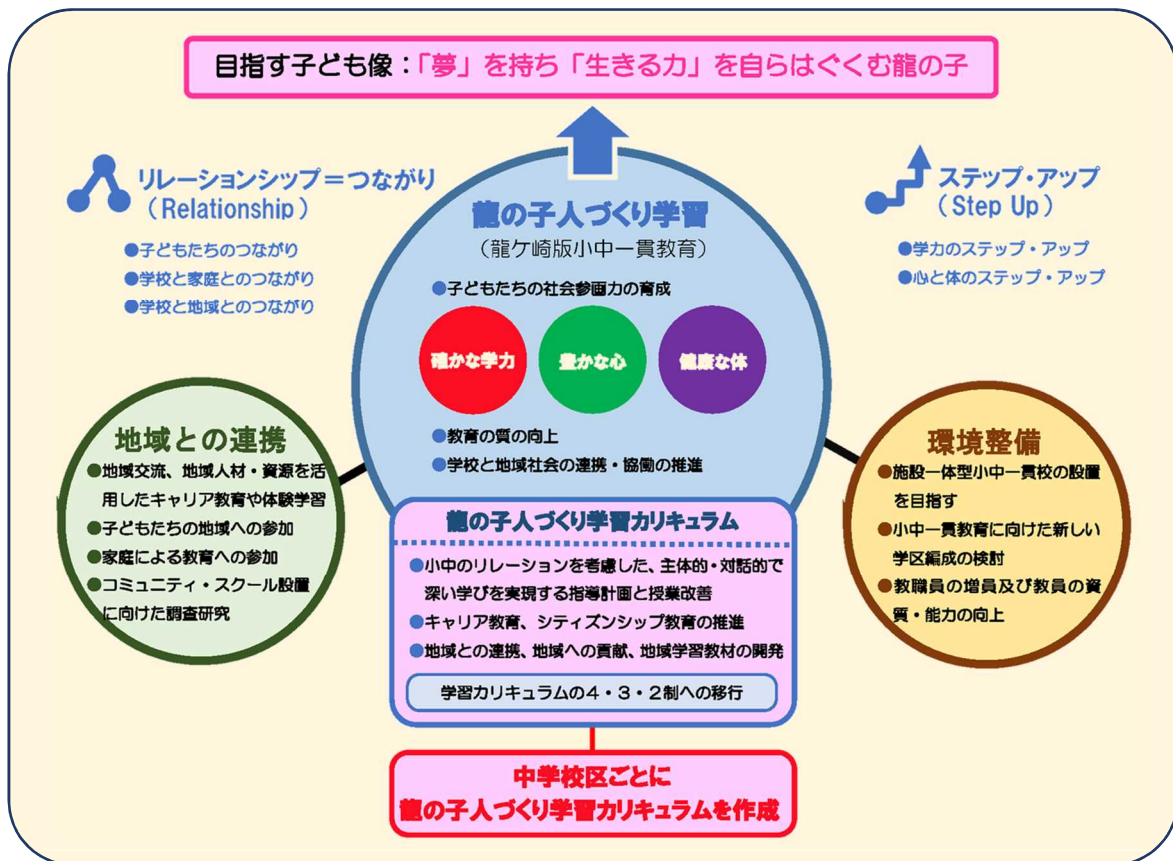 目指す子ども像：「夢」を持ち「生きる力」を自らはぐくむ龍の子
リレーションシップ＝つながり
（Relationship）
●子どもたちのつながり
●学校と家庭とのつながり
●学校と地域とのつながり
ステップ・アップ
（Step Up）
●学力のステップ・アップ
●心と体のステップ・アップ
龍の子人づくり学習
（龍ケ崎版小中一貫教育）
●子どもたちの社会参画力の育成
確かな学力
豊かな心
健康な体
●教育の質の向上
●学校と地域社会の連携・協働の推進
地域との連携
●地域交流、地域人材・資源を活
用したキャリア教育や体験学習
●子どもたちの地域への参加
●家庭による教育への参加
●コミュニティ・スクール設置
に向けた調査研究
環境整備
●施設一体型小中一貫校の設置
を目指す
●小中一貫教育に向けた新しい
学区編成の検討
●教職員の増員及び教員の資
質・能力の向上
龍の子人づくり学習カリキュラム
●小中のリレーションを考慮した、主体的・対話的で
深い学びを実現する指導計画と授業改善
●キャリア教育、シティズンシップ教育の推進
●地域との連携、地域への貢献、地域学習教材の開発
学習カリキュラムの４・３・２制への移行
中学校区ごとに
龍の子人づくり学習カリキュラムを作成